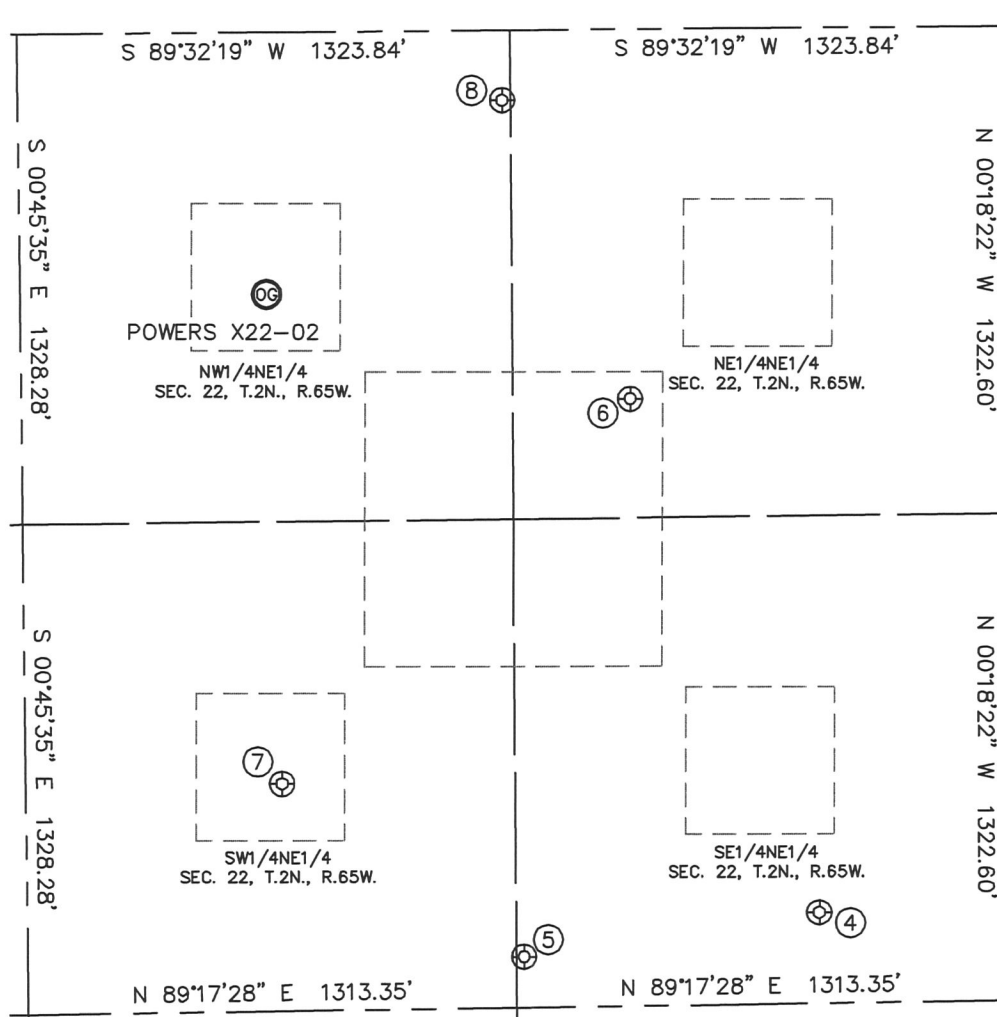 S 89°32'19" W 1323.84'
S 89°32'19" W 1323.84'
8
S 00°45'35" E 1328.28'
N 00°18'22" W 1322.60'
OG
POWERS X22-02
NW1/4NE1/4
SEC. 22, T.2N., R.65W.
NE1/4NE1/4
SEC. 22, T.2N., R.65W.
6
S 00°45'35" E 1328.28'
N 00°18'22" W 1322.60'
7
SW1/4NE1/4
SEC. 22, T.2N., R.65W.
SE1/4NE1/4
SEC. 22, T.2N., R.65W.
4
5
N 89°17'28" E 1313.35'
N 89°17'28" E 1313.35'